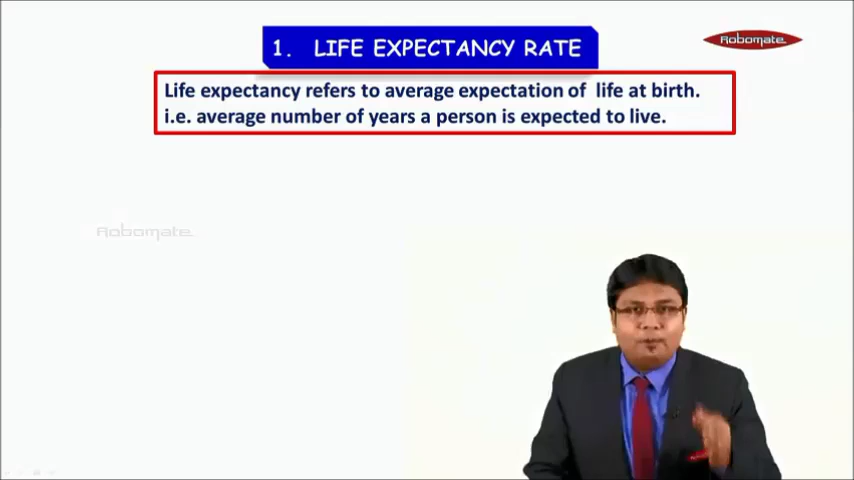 1. LIFE EXPECTANCY RATE
Robomate
Life expectancy refers to average expectation of life at birth.
i.e. average number of years a person is expected to live.
Robomate